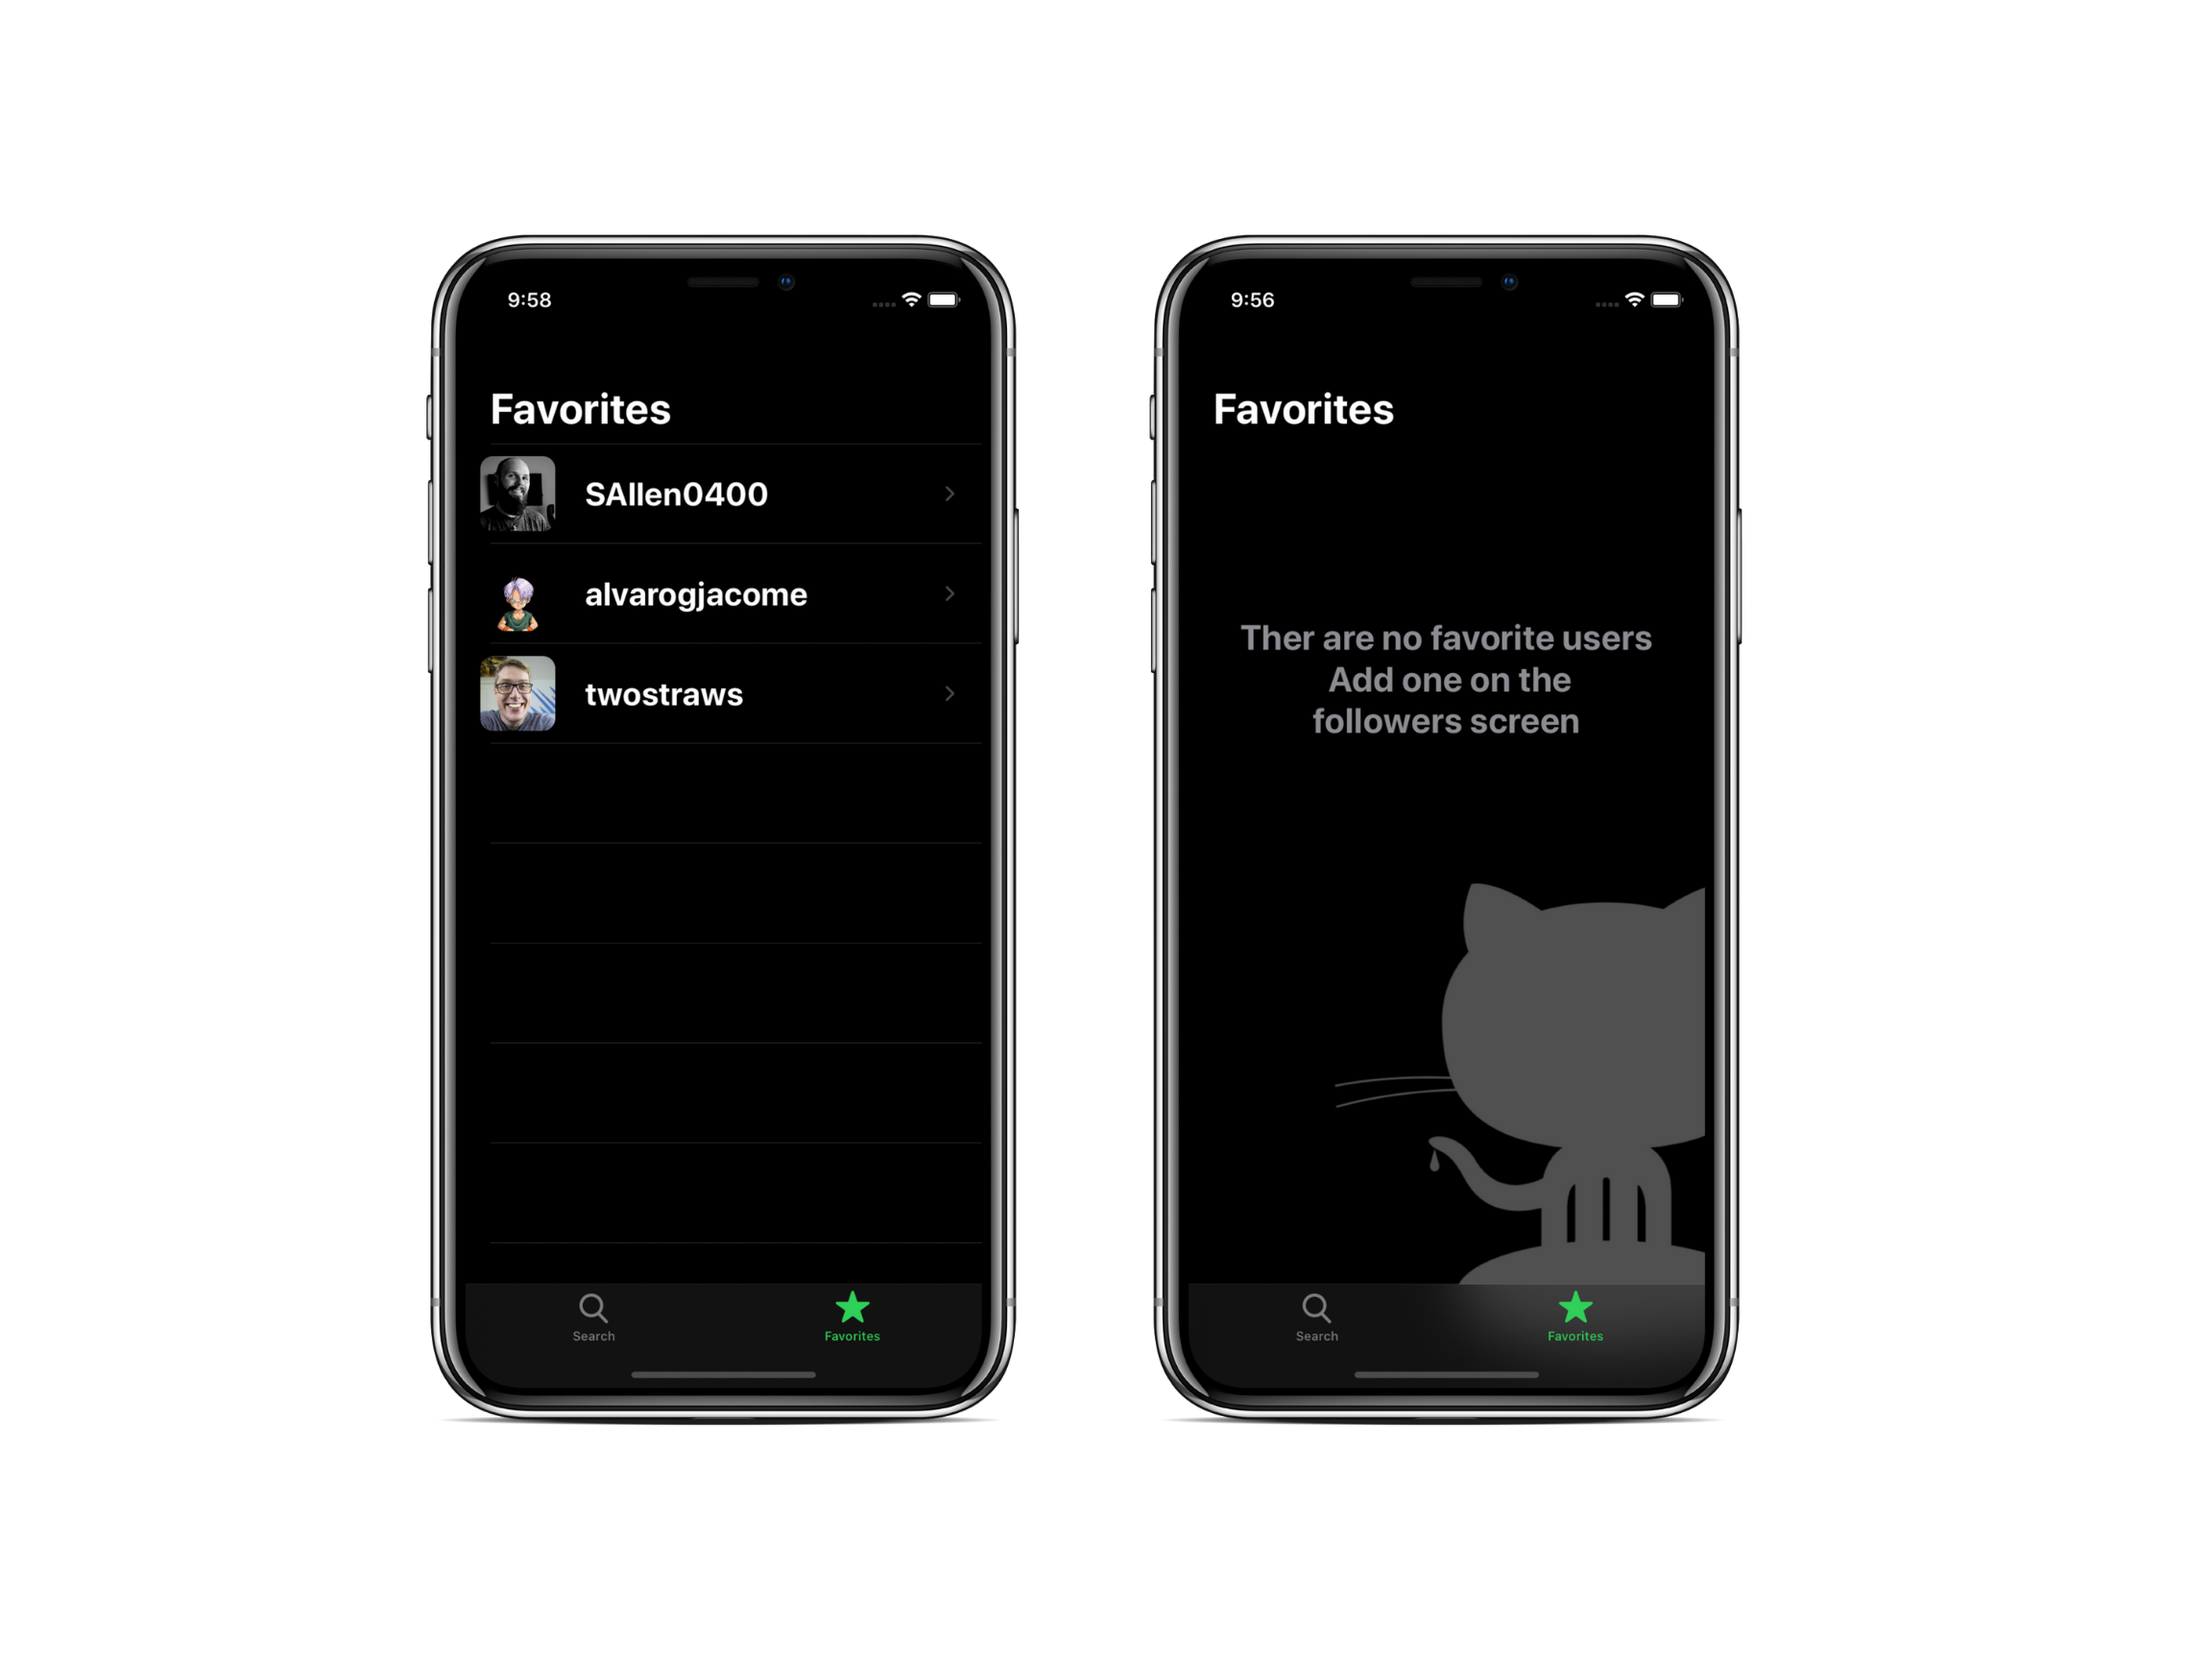 9:58
Favorites
SAllen0400
alvarogjacome
twostraws
Search
Favorites
9:56
Favorites
Ther are no favorite users
Add one on the
followers screen
Search
Favorites